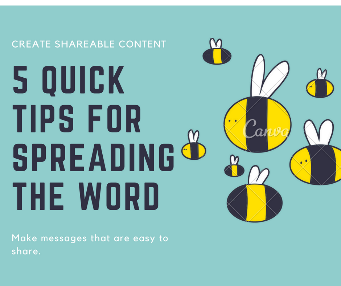 CREATE SHAREABLE CONTENT
5 QUICK
TIPS FOR
SPREADING
THE WORD
Canva
Make messages that are easy to
share.